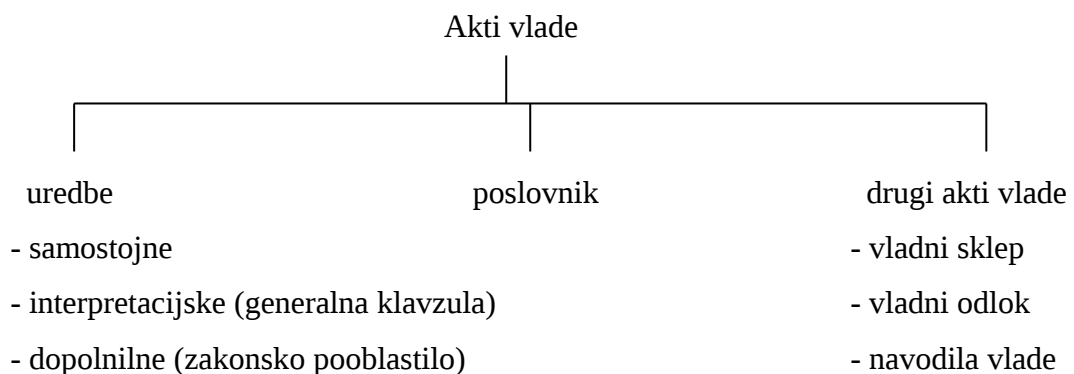 Akti vlade
uredbe
- samostojne
- interpretacijske (generalna klavzula)
- dopolnilne (zakonsko pooblastilo)
poslovnik
drugi akti vlade
- vladni sklep
- vladni odlok
- navodila vlade